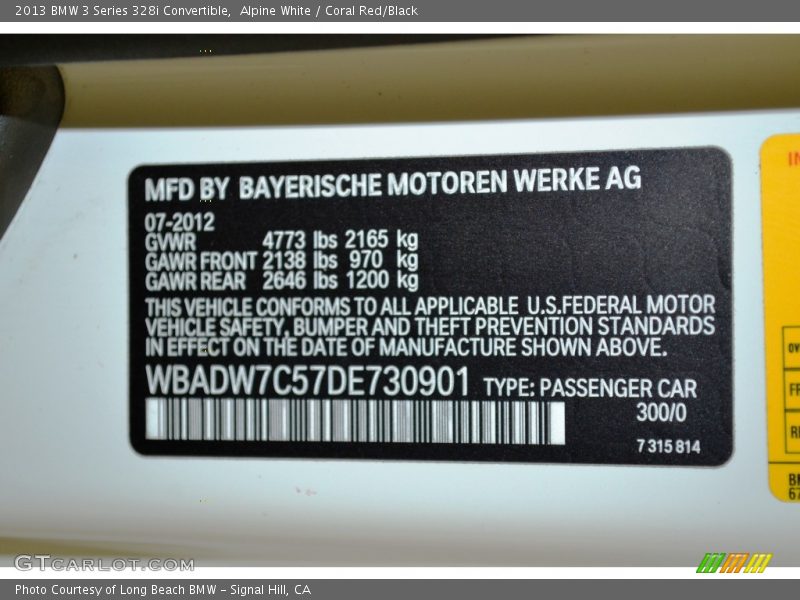 2013 BMW 3 Series 328i Convertible,  Alpine White / Coral Red/Black
MFD BY BAYERISCHE MOTOREN WERKE AG
07-2012
GVWR 4773 lbs 2165 kg
GAWR FRONT 2138 lbs 970 kg
GAWR REAR 2646 lbs 1200 kg
THIS VEHICLE CONFORMS TO ALL APPLICABLE U.S.FEDERAL MOTOR
VEHICLE SAFETY, BUMPER AND THEFT PREVENTION STANDARDS
IN EFFECT ON THE DATE OF MANUFACTURE SHOWN ABOVE.
WBADW7C57DE730901 TYPE: PASSENGER CAR
300/0
7 315 814
GTCARLOT.COM
Photo Courtesy of Long Beach BMW - Signal Hill, CA